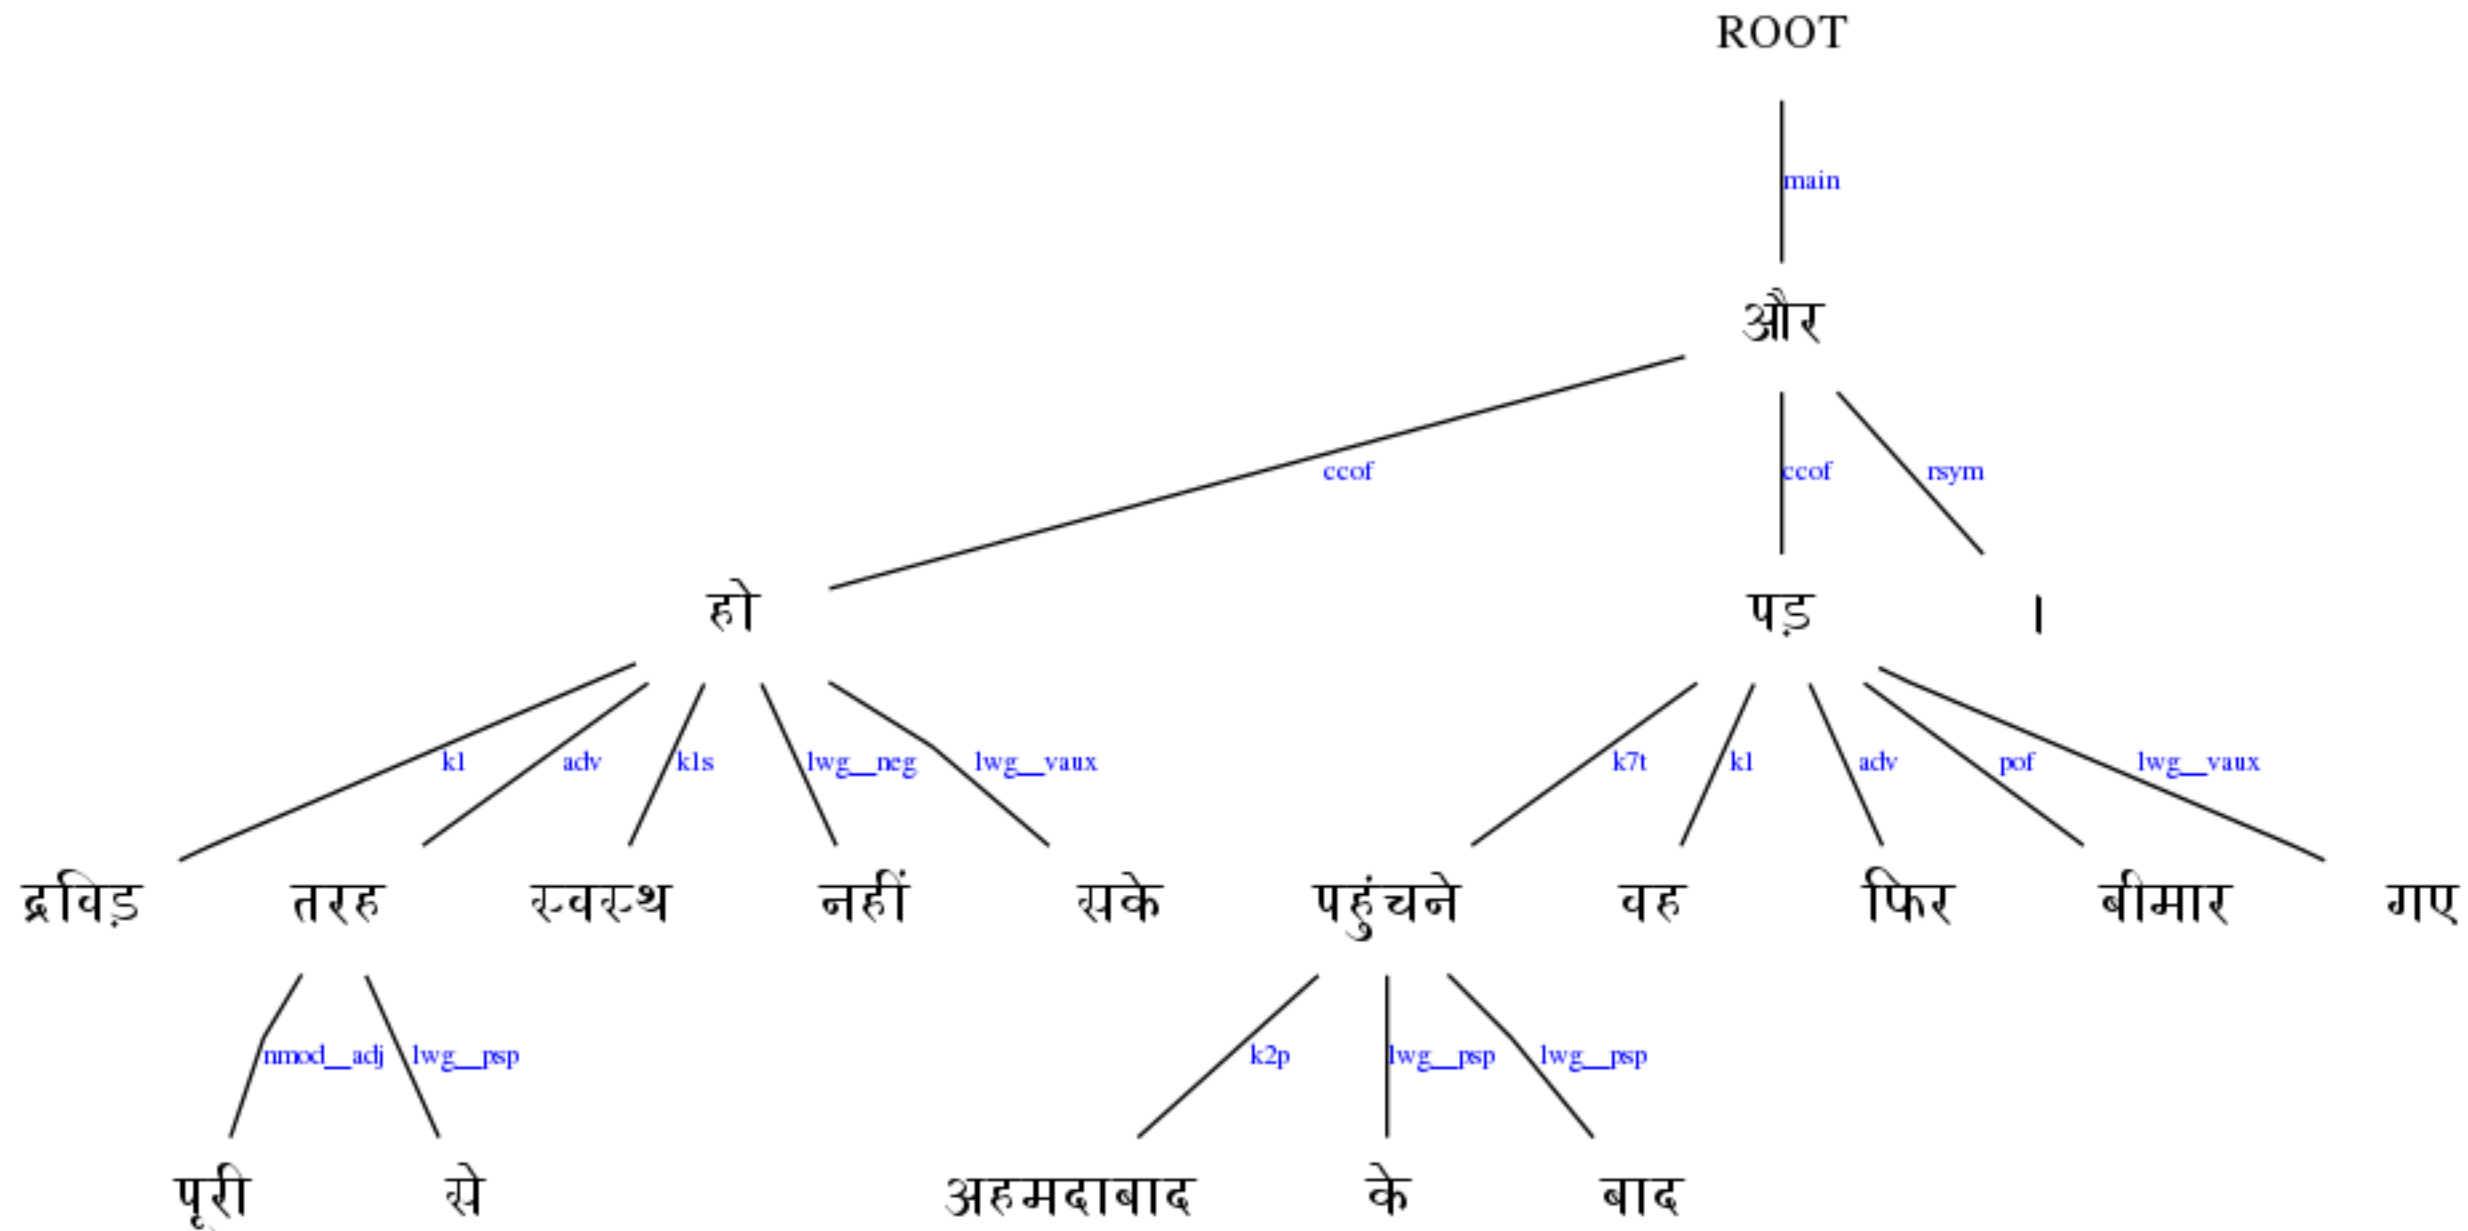 ROOT
main
और
ccof ccof rsym
हो पड़ ।
k1 adv k1s lwg__neg lwg__vaux k7t k1 adv pof lwg__vaux
द्रविड़ तरह स्वस्थ नहीं सके पहुंचने वह फिर बीमार गए
nmod__adj lwg__psp k2p lwg__psp lwg__psp
पूरी से अहमदाबाद के बाद